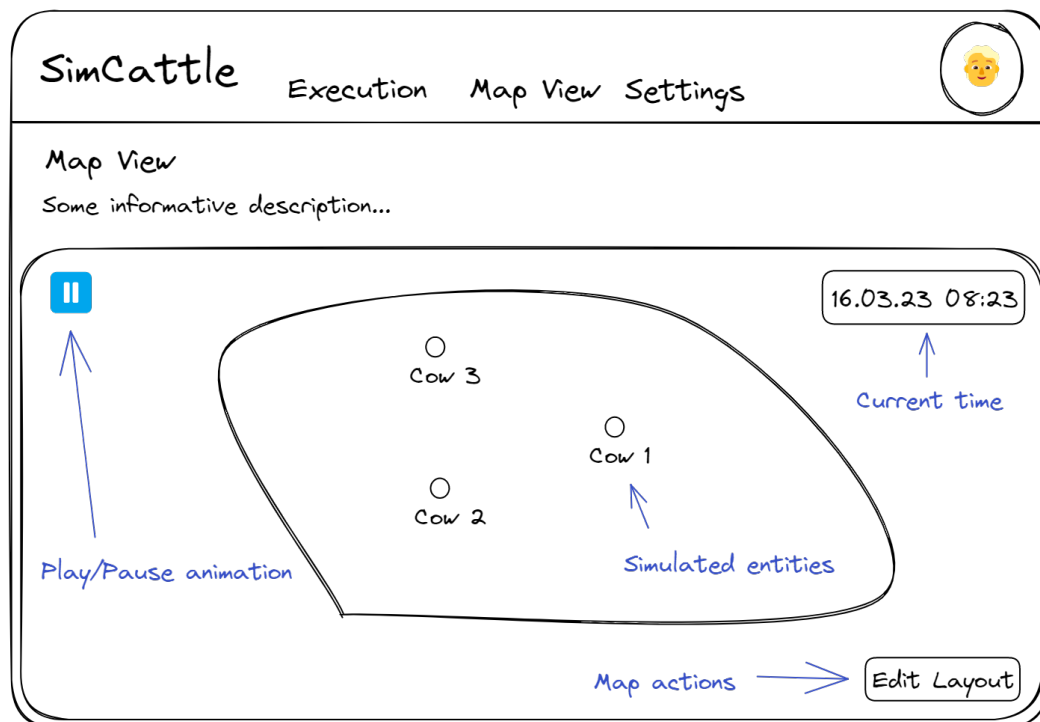 SimCattle
Execution
Map View
Settings
Map View
Some informative description...
16.03.23 08:23
Cow 3
Current time
Cow 1
Cow 2
Play/Pause animation
Simulated entities
Map actions
Edit Layout